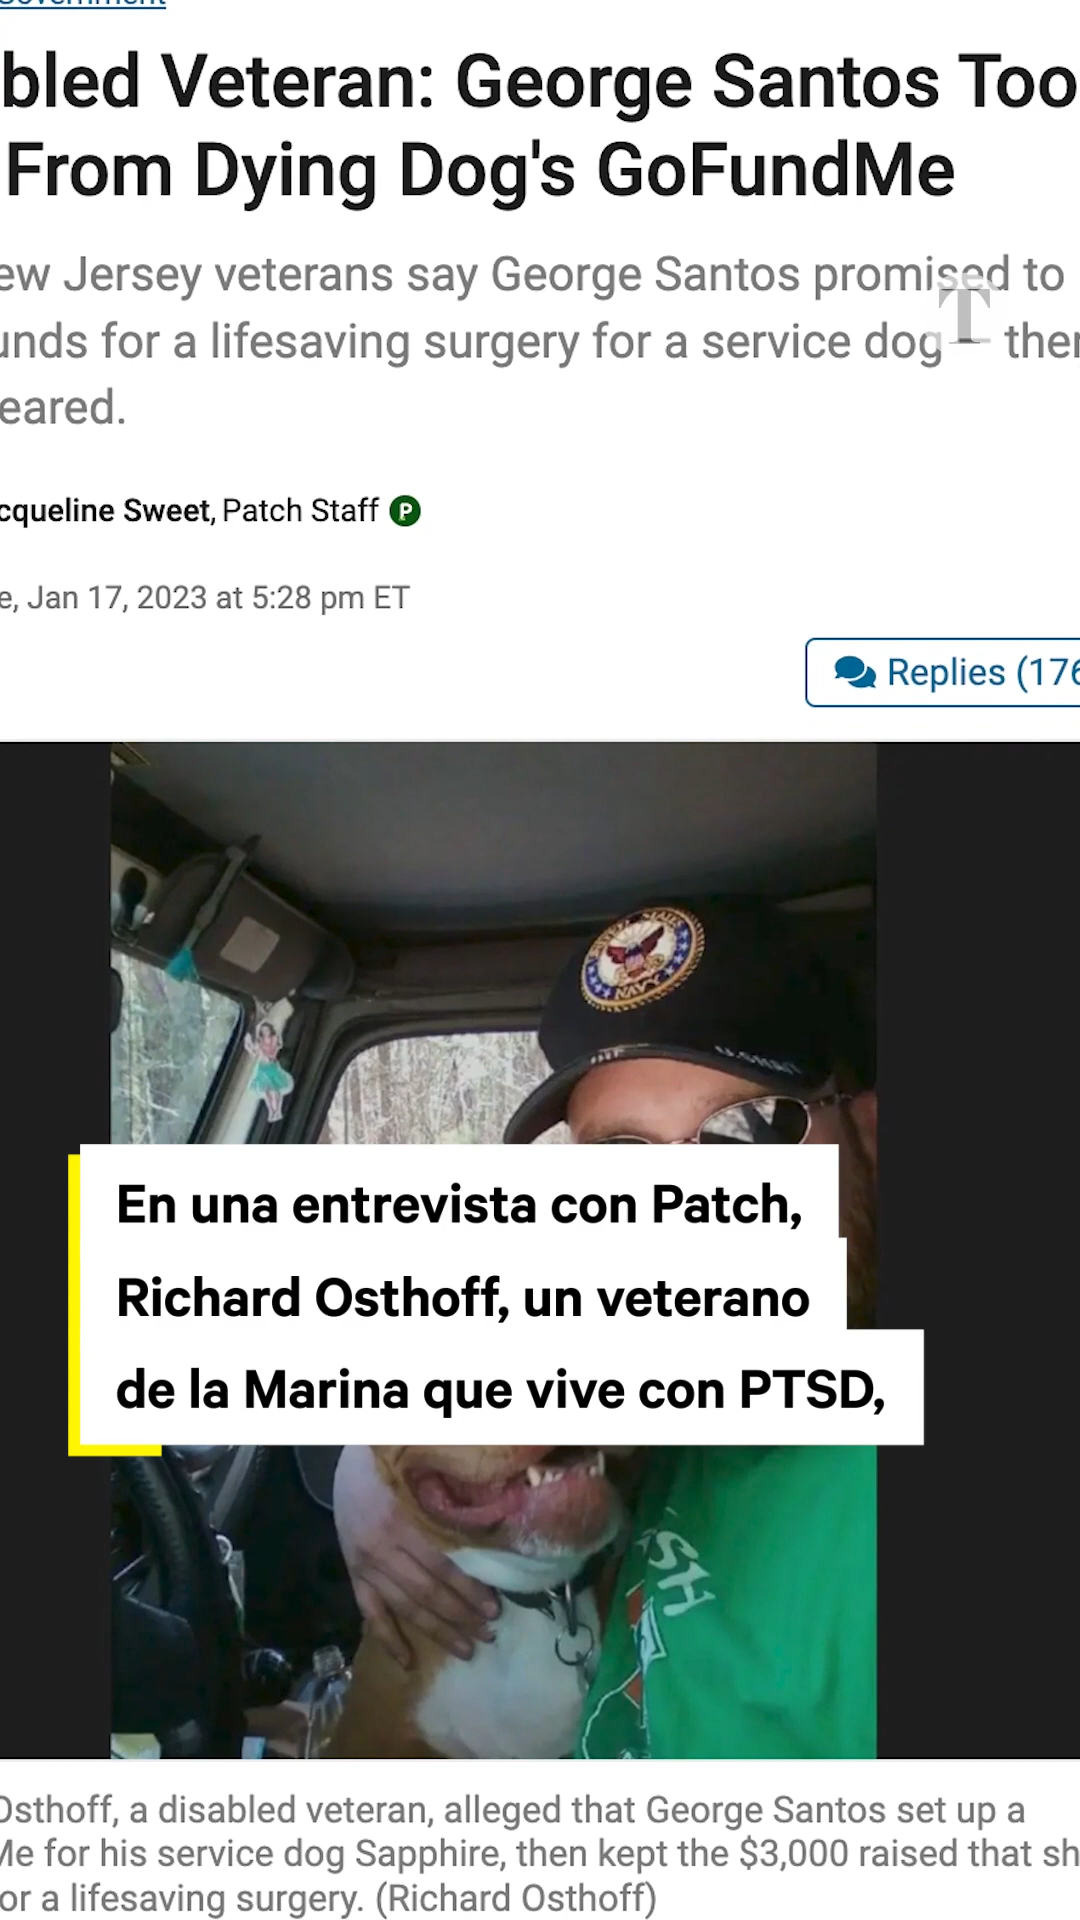 bled Veteran: George Santos Too
From Dying Dog's GoFundMe
ew Jersey veterans say George Santos promised to
unds for a lifesaving surgery for a service dog then
eared.
cqueline Sweet, Patch Staff P
e, Jan 17, 2023 at 5:28 pm ET
Replies (176
NAVY
En una entrevista con Patch,
Richard Osthoff, un veterano
de la Marina que vive con PTSD,
SH
Osthoff, a disabled veteran, alleged that George Santos set up a
Me for his service dog Sapphire, then kept the $3,000 raised that sh
or a lifesaving surgery. (Richard Osthoff)